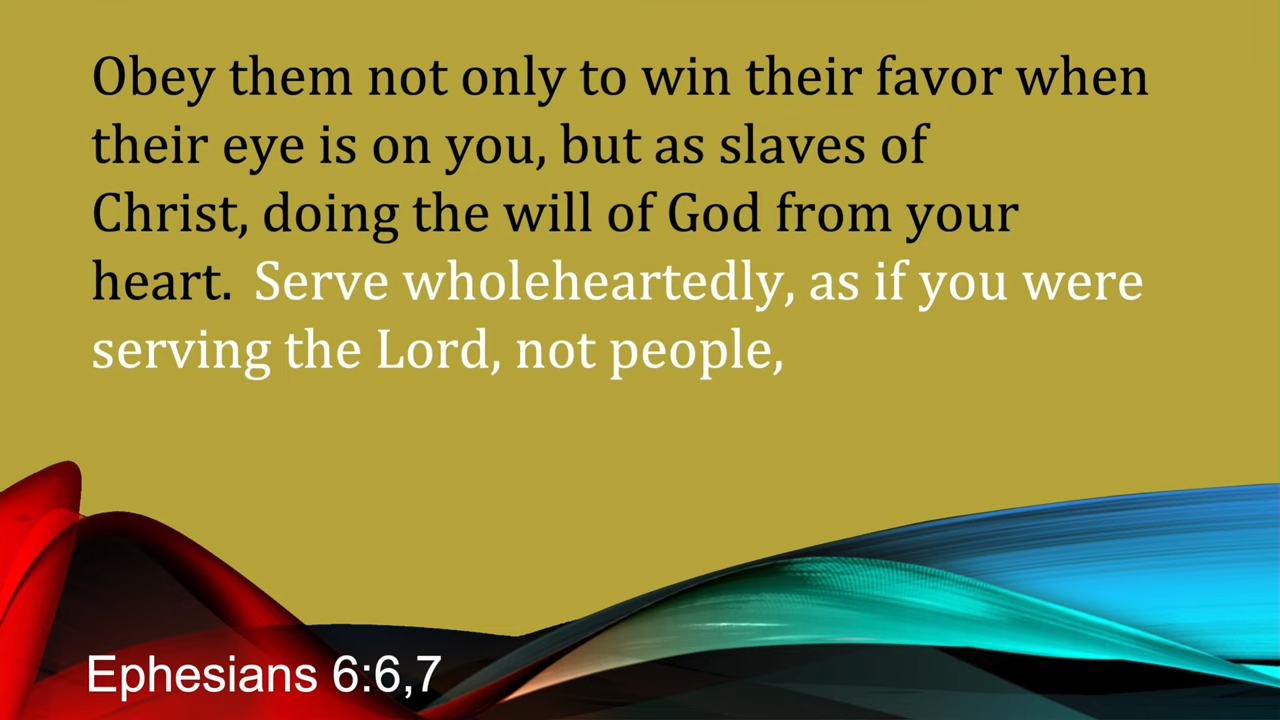 Obey them not only to win their favor when
their eye is on you, but as slaves of
Christ, doing the will of God from your
heart. Serve wholeheartedly, as if you were
serving the Lord, not people,
Ephesians 6:6,7